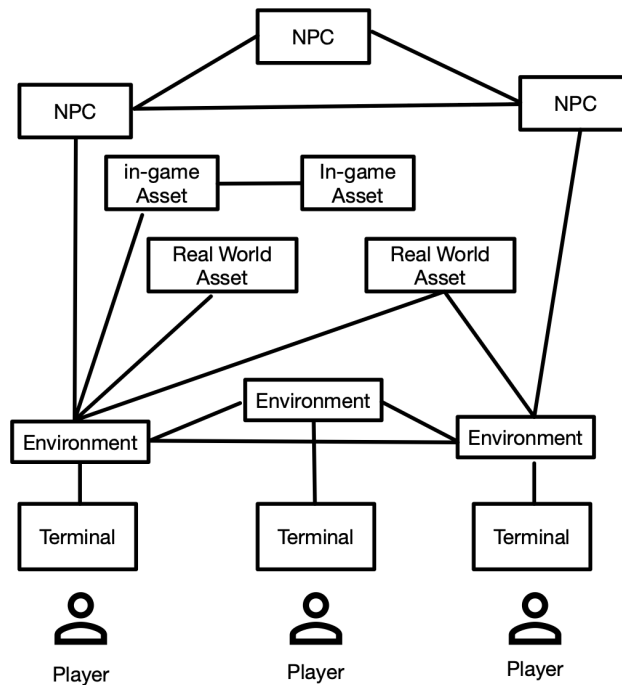 NPC
NPC
NPC
in-game
Asset
In-game
Asset
Real World
Asset
Real World
Asset
Environment
Environment
Environment
Terminal
Terminal
Terminal
Player
Player
Player